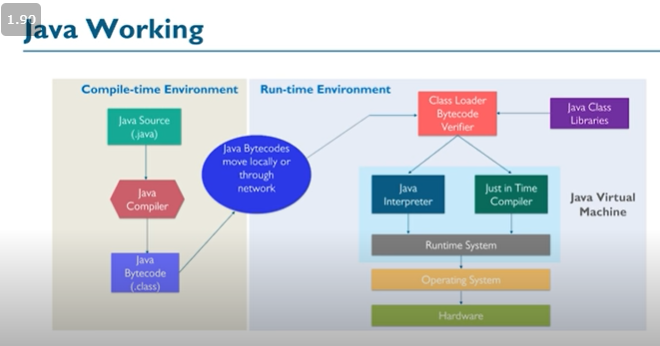 1.90
Java Working
Compile-time Environment
Java Source
(.java)
Java
Compiler
Java
Bytecode
(.class)
Java Bytecodes
move locally or
through
network
Run-time Environment
Class Loader
Bytecode
Verifier
Java Class
Libraries
Java
Interpreter
Just in Time
Compiler
Java Virtual
Machine
Runtime System
Operating System
Hardware